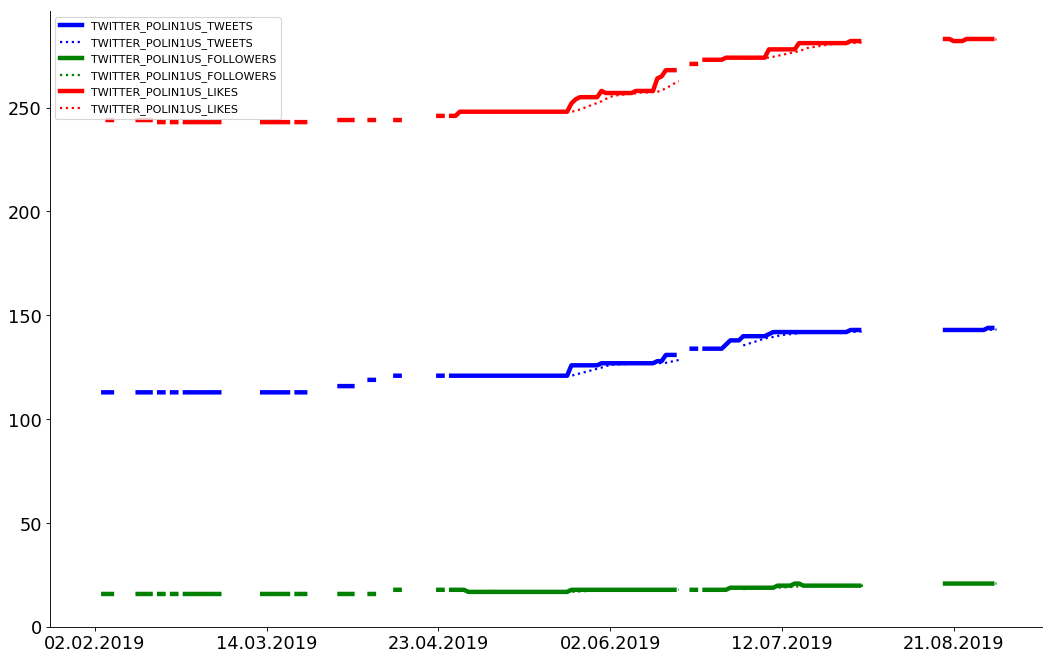 TWITTER_POLIN1US_TWEETS
TWITTER_POLIN1US_TWEETS
TWITTER_POLIN1US_FOLLOWERS
TWITTER_POLIN1US_FOLLOWERS
TWITTER_POLIN1US_LIKES
TWITTER_POLIN1US_LIKES
250
200
150
100
50
0
02.02.2019 14.03.2019 23.04.2019 02.06.2019 12.07.2019 21.08.2019